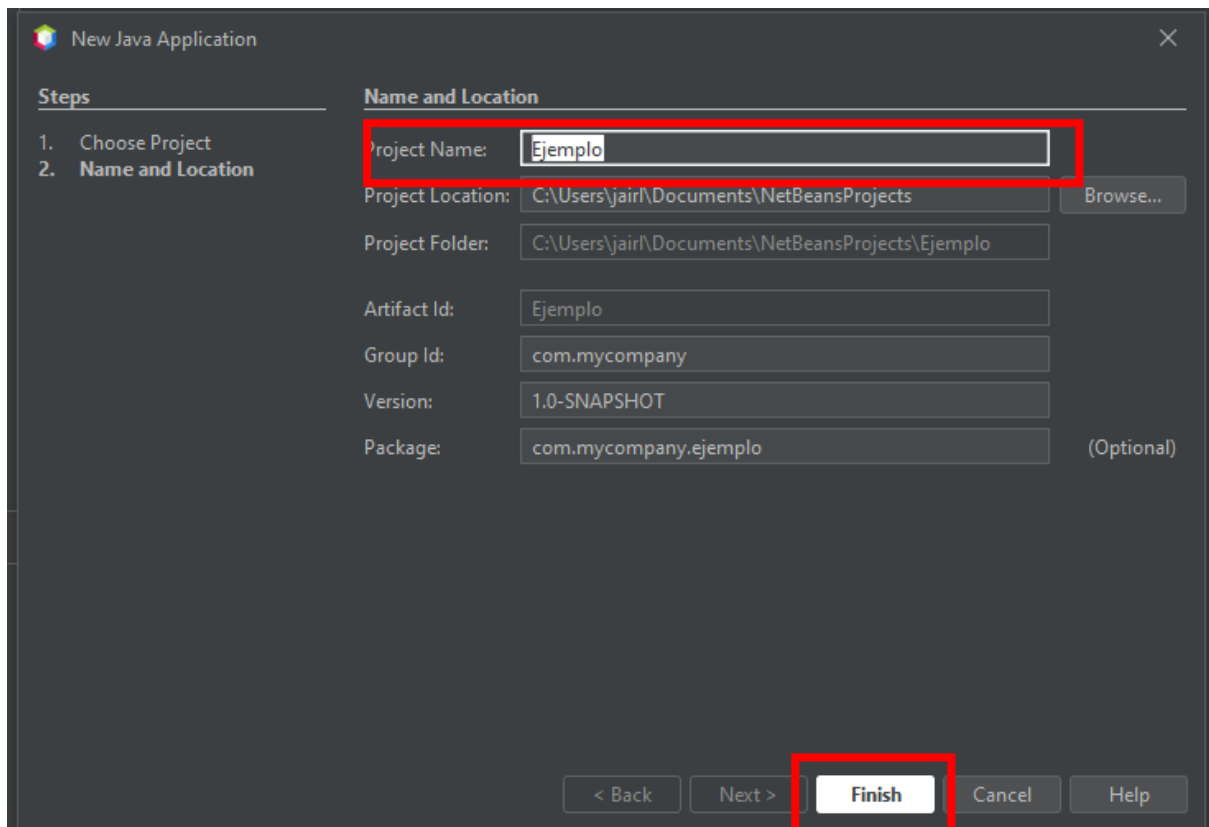 New Java Application
Steps
1. Choose Project
2. Name and Location
Name and Location
Project Name: Ejemplo
Project Location: C:\Users\jairl\Documents\NetBeansProjects Browse...
Project Folder: C:\Users\jairl\Documents\NetBeansProjects\Ejemplo
Artifact Id: Ejemplo
Group Id: com.mycompany
Version: 1.0-SNAPSHOT
Package: com.mycompany.ejemplo (Optional)
< Back Next > Finish Cancel Help